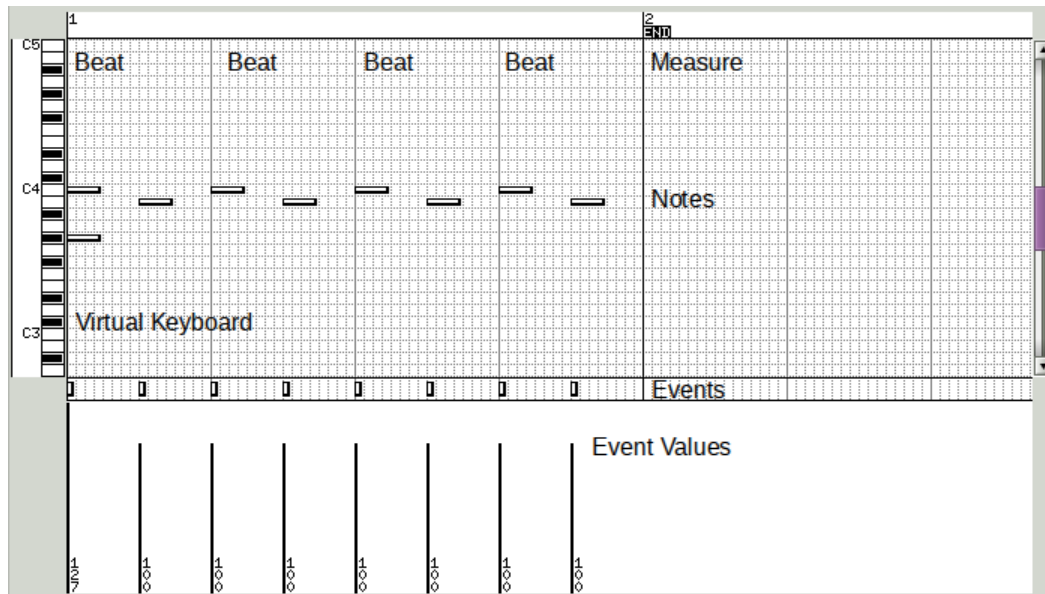 1 2
END
C5
Beat Beat Beat Beat Measure
C4
Notes
Virtual Keyboard
C3
Events
Event Values
127 100 100 100 100 100 100 100